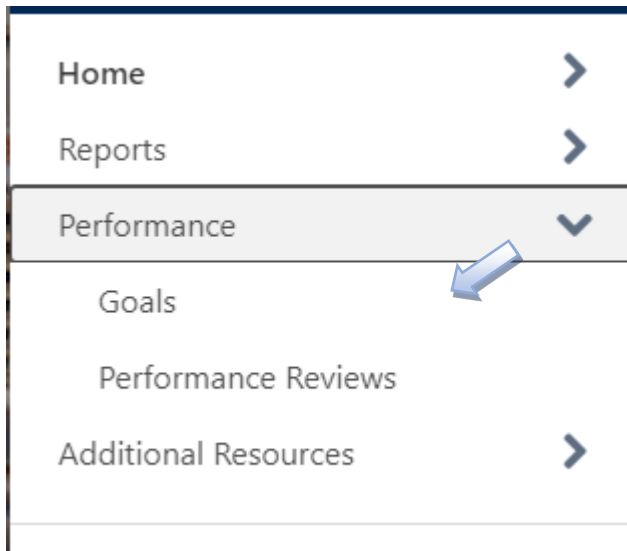 Home
Reports
Performance
Goals
Performance Reviews
Additional Resources